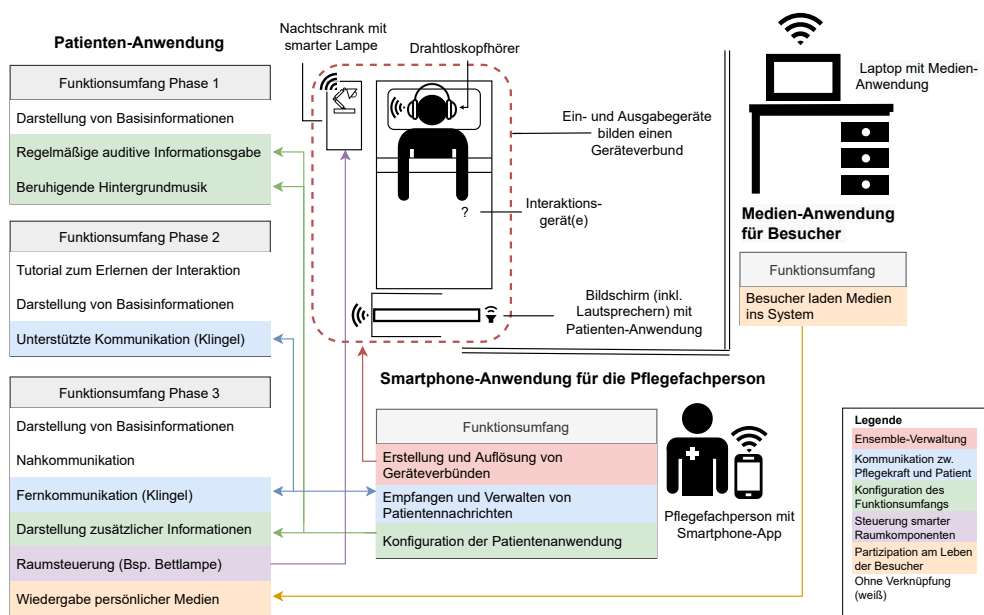 Patienten-Anwendung
Funktionsumfang Phase 1
Darstellung von Basisinformationen
Regelmäßige auditive Informationsgabe
Beruhigende Hintergrundmusik
Funktionsumfang Phase 2
Tutorial zum Erlernen der Interaktion
Darstellung von Basisinformationen
Unterstützte Kommunikation (Klingel)
Funktionsumfang Phase 3
Darstellung von Basisinformationen
Nahkommunikation
Fernkommunikation (Klingel)
Darstellung zusätzlicher Informationen
Raumsteuerung (Bsp. Bettlampe)
Wiedergabe persönlicher Medien
Nachtschrank mit
smarter Lampe
Drahtloskopfhörer
Ein- und Ausgabegeräte
bilden einen
Geräteverbund
?
Interaktions-
gerät(e)
Bildschirm (inkl.
Lautsprechern) mit
Patienten-Anwendung
Laptop mit Medien-
Anwendung
Medien-Anwendung
für Besucher
Funktionsumfang
Besucher laden Medien
ins System
Smartphone-Anwendung für die Pflegefachperson
Funktionsumfang
Erstellung und Auflösung von
Geräteverbünden
Empfangen und Verwalten von
Patientennachrichten
Konfiguration der Patientenanwendung
Pflegefachperson mit
Smartphone-App
Legende
Ensemble-Verwaltung
Kommunikation zw.
Pflegekraft und Patient
Konfiguration des
Funktionsumfangs
Steuerung smarter
Raumkomponenten
Partizipation am Leben
der Besucher
Ohne Verknüpfung
(weiß)